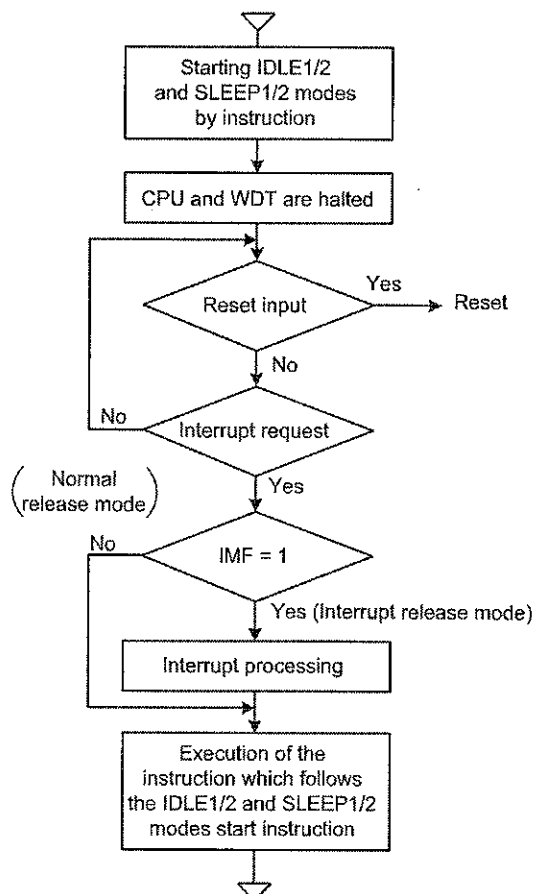 Starting IDLE1/2
and SLEEP1/2 modes
by instruction
CPU and WDT are halted
Yes
Reset input
Reset
No
No
Interrupt request
(Normal
release mode)
Yes
No
IMF = 1
Yes (Interrupt release mode)
Interrupt processing
Execution of the
instruction which follows
the IDLE1/2 and SLEEP1/2
modes start instruction